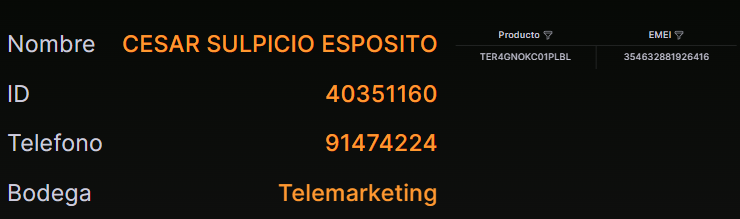 Nombre CESAR SULPICIO ESPOSITO
ID 40351160
Telefono 91474224
Bodega Telemarketing
Producto EMEI
TER4GNOKC01PLBL 354632881926416